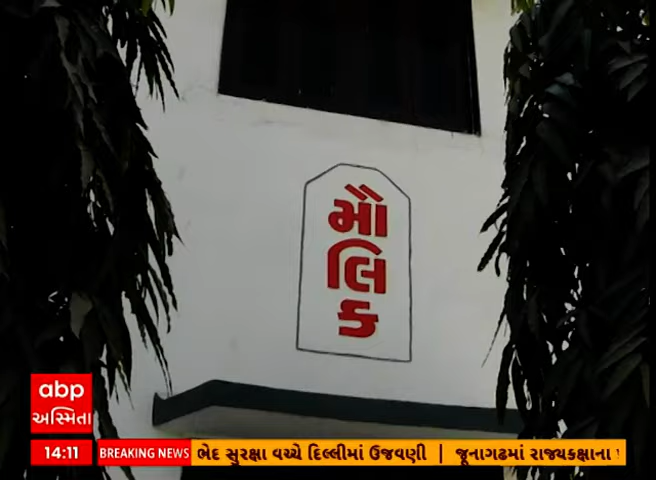 મૌ
લિ
ક
abp
અસ્મિતા
14:11
BREAKING NEWS
ભેદ સુરક્ષા વચ્ચે દિલ્લીમાં ઉજવણી | જૂનાગઢમાં રાજ્યકક્ષાના